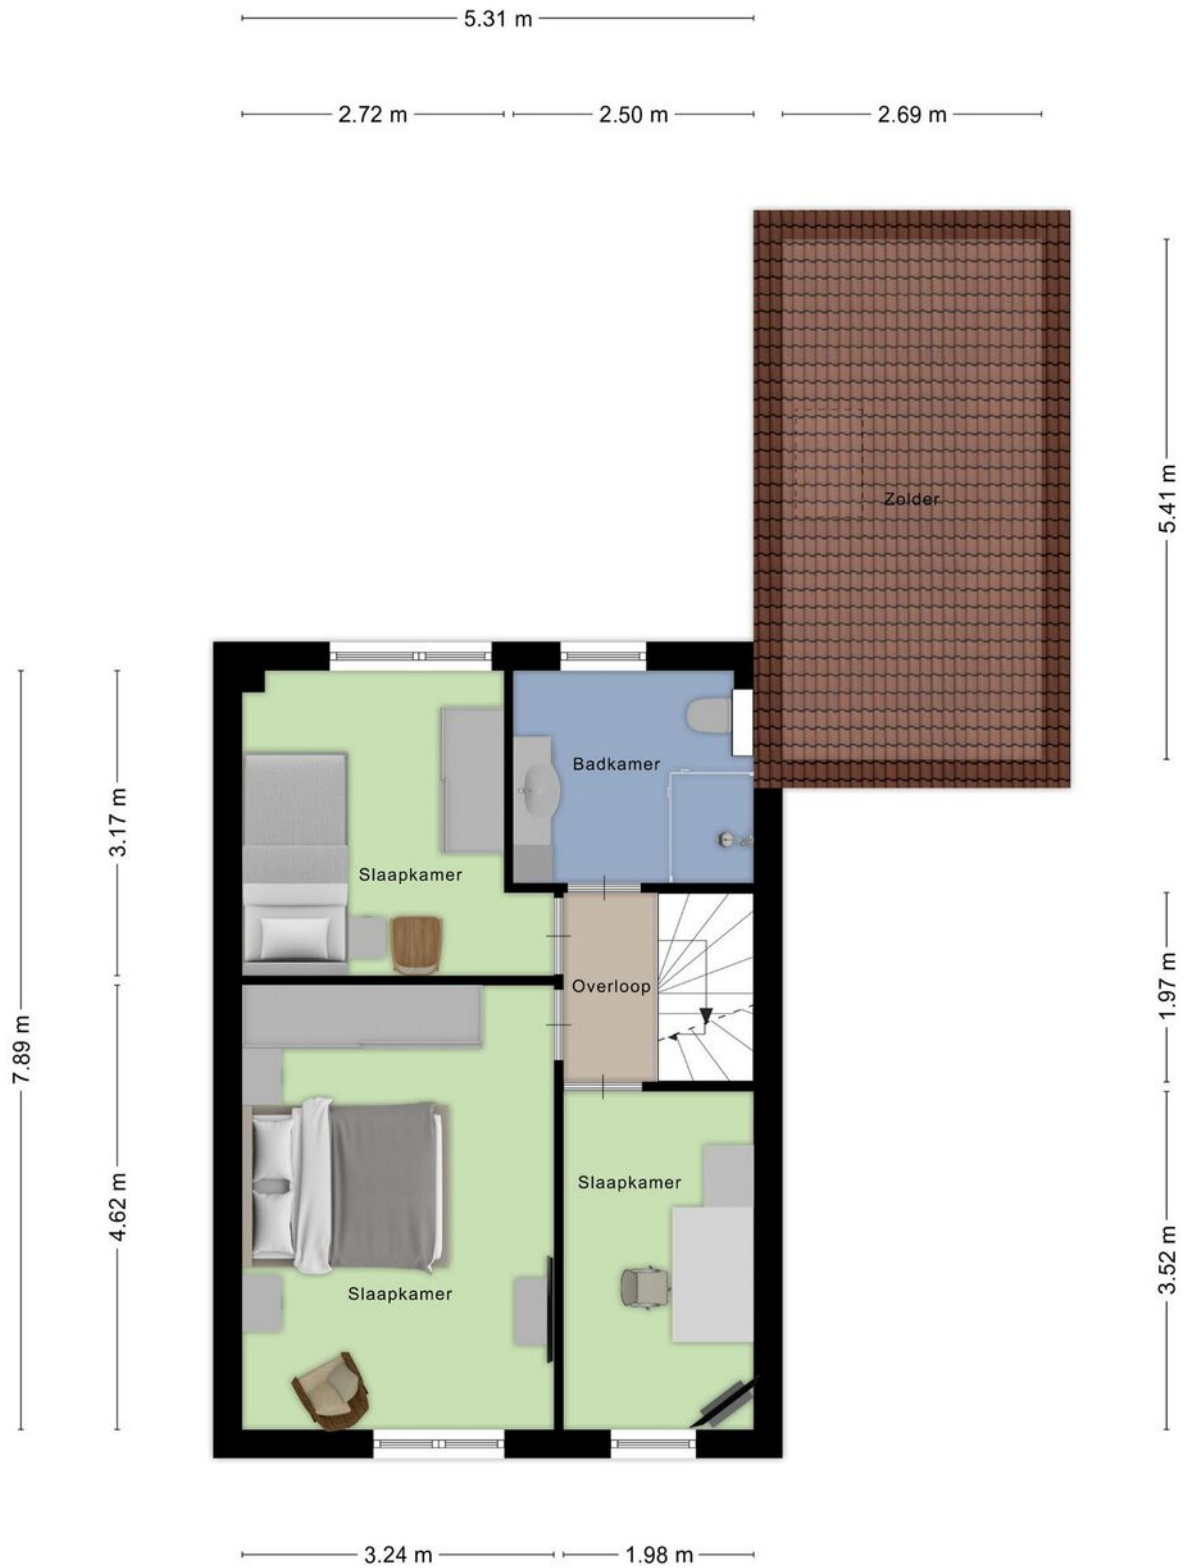 5.31 m
2.72 m
2.50 m
2.69 m
Zolder
5.41 m
Badkamer
3.17 m
Slaapkamer
1.97 m
Overloop
7.89 m
Slaapkamer
4.62 m
3.52 m
Slaapkamer
3.24 m
1.98 m